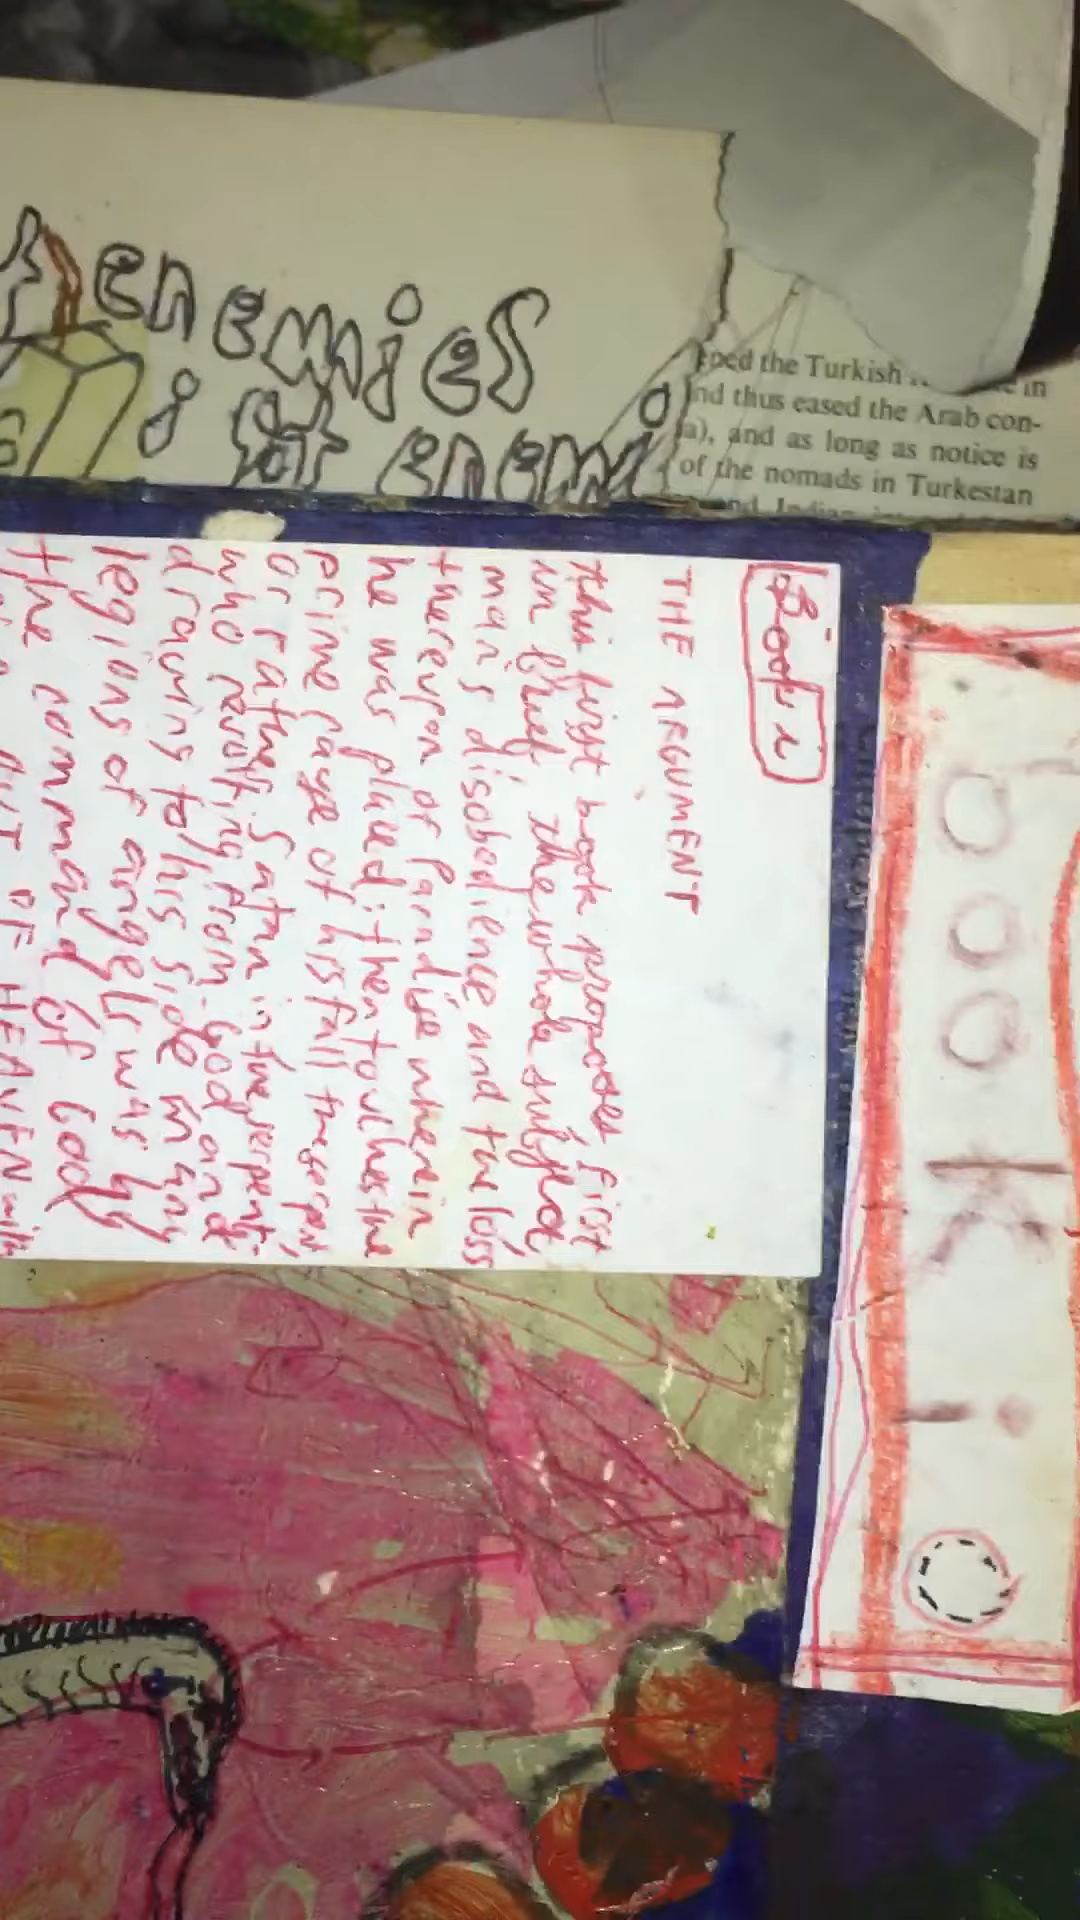 enemies
i st enemi
the Turkish
nd thus eased the Arab con-
a), and as long as notice is
of the nomads in Turkestan
Book i
THE ARGUMENT
this first book proposes first
in brief, the whole subject
man's disobedience and the loss
thereupon of Paradise wherein
he was placed: then touches the
prime cause of his fall the serpent,
or rather Satan in the serpent;
who revolting from God and
drawing to his side many
legions of angels was by
the command of God
OUT OF HEAVEN with
BOOK i